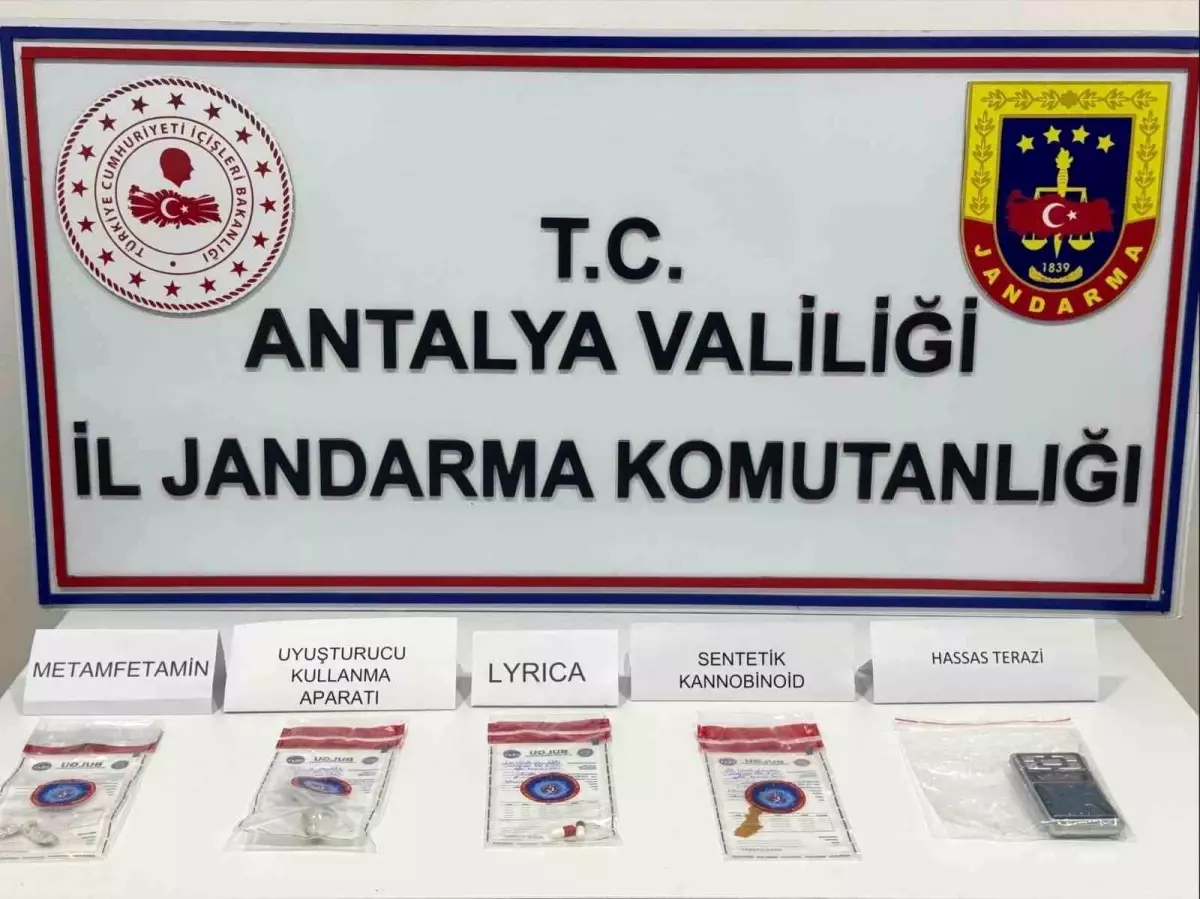 TÜRKİYE CUMHURİYETİ İÇİŞLERİ BAKANLIĞI
1839
JANDARMA
T.C.
ANTALYA VALİLİĞİ
İL JANDARMA KOMUTANLIĞI
METAMFETAMİN
UYUŞTURUCU
KULLANMA
APARATI
LYRICA
SENTETİK
KANNOBİNOİD
HASSAS TERAZİ